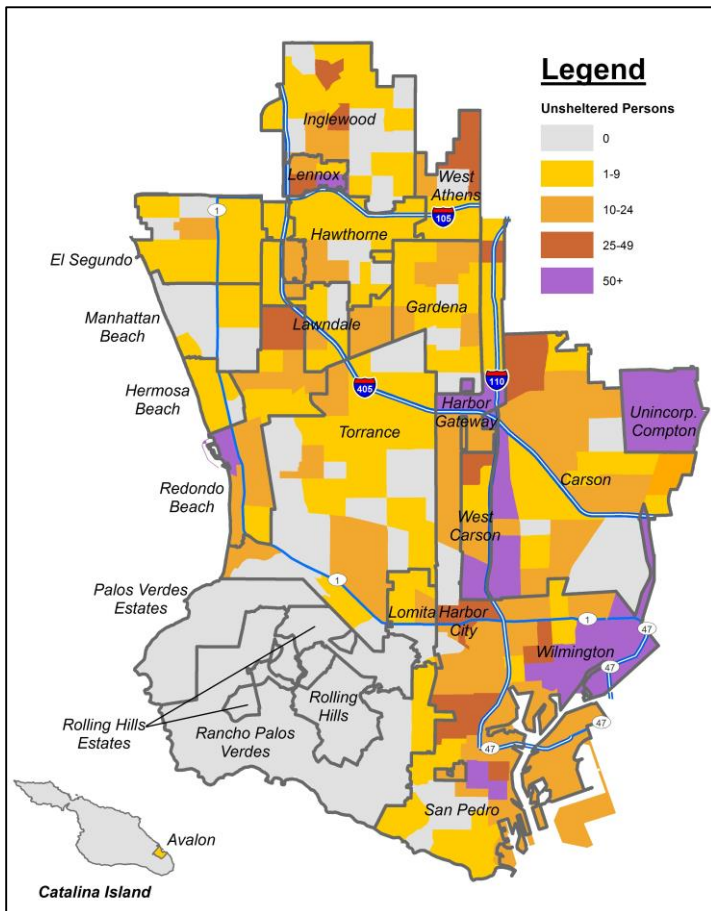 Legend
Unsheltered Persons
0
1-9
10-24
25-49
50+
Inglewood
Lennox
West
Athens
1
105
Hawthorne
El Segundo
Gardena
Manhattan
Beach
Lawndale
405
110
Hermosa
Beach
Harbor
Gateway
Unincorp.
Compton
Torrance
Redondo
Beach
Carson
West
Carson
Palos Verdes
Estates
1
Lomita
Harbor
City
1
47
Wilmington
47
Rolling
Hills
Rolling Hills
Estates
Rancho Palos
Verdes
47
47
San Pedro
Avalon
Catalina Island